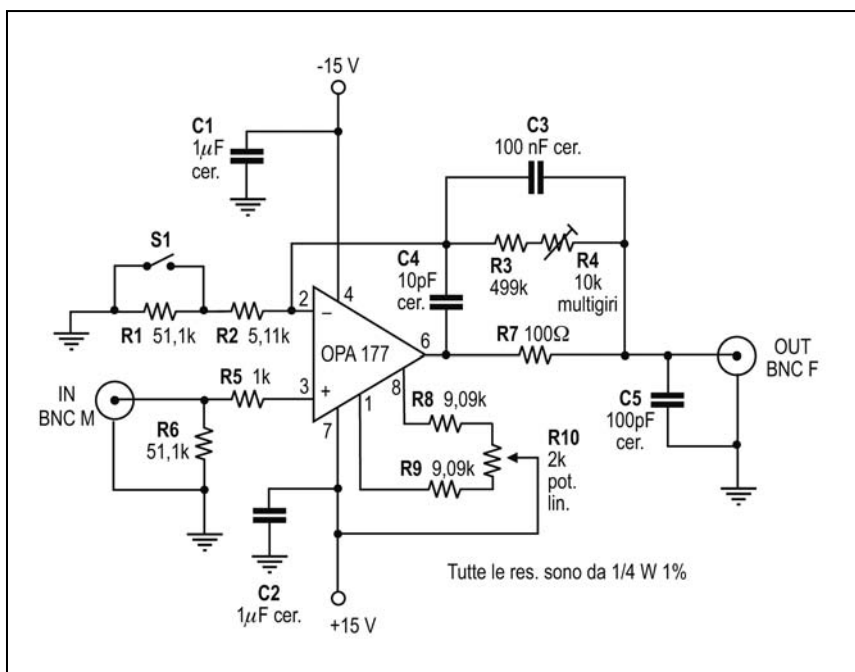 -15 V
C1
1µF
cer.
C3
100 nF cer.
S1
C4
10pF
cer.
R3
499k
R4
10k
multigiri
R1 51,1k
R2 5,11k
2
4
−
OPA 177
6
R7 100Ω
OUT
BNC F
IN
BNC M
R5 1k
3
+
7
1
8
R8
9,09k
R6
51,1k
R9 9,09k
R10
2k
pot.
lin.
C5
100pF
cer.
C2
1µF cer.
+15 V
Tutte le res. sono da 1/4 W 1%